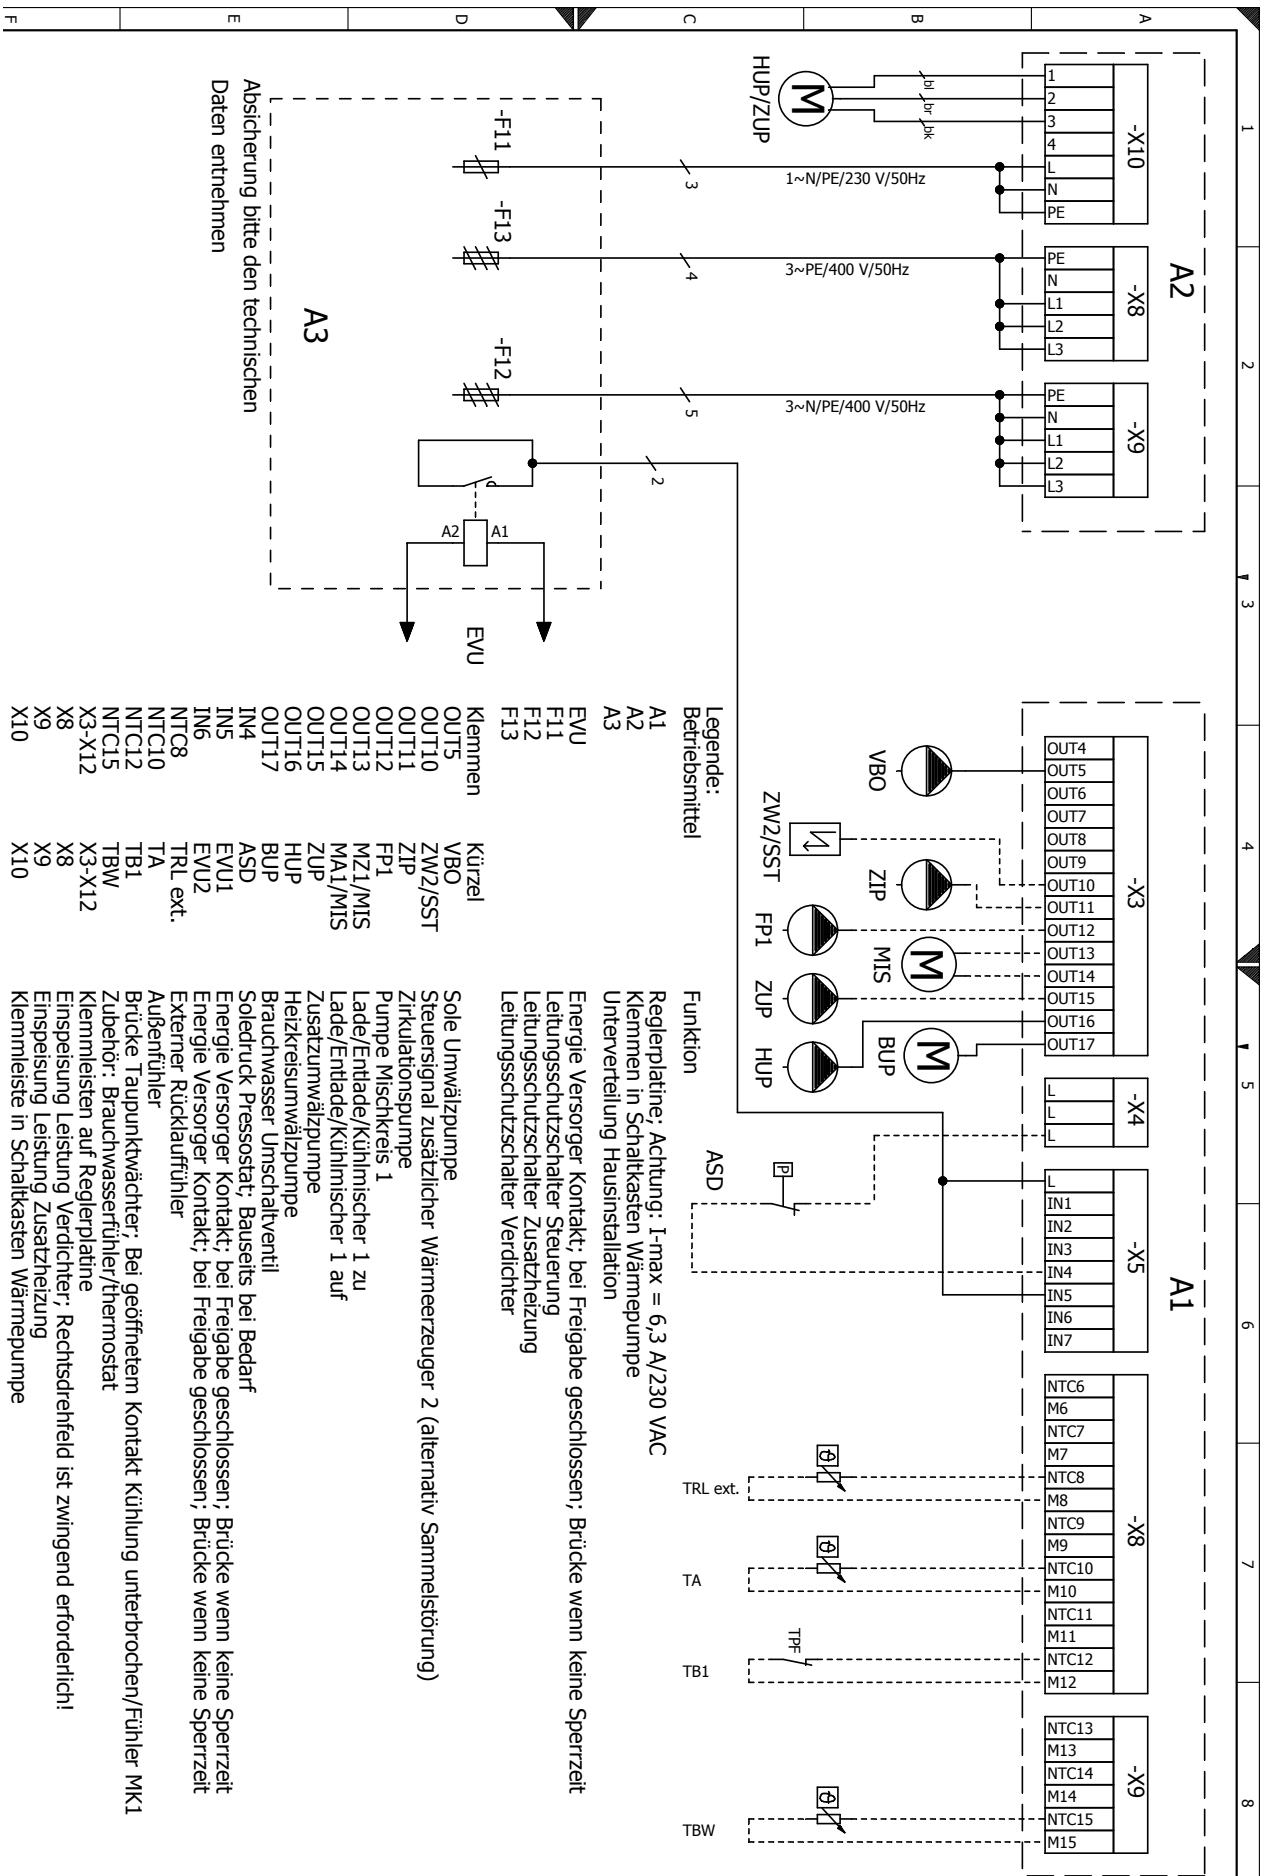 1 2 3 4 5 6 7 8
A
B
C
D
E
F
A2
A1
-X10
-X8
-X9
-X3
-X4
-X5
-X8
-X9
1
2
3
4
L
N
PE
PE
N
L1
L2
L3
PE
N
L1
L2
L3
OUT4
OUT5
OUT6
OUT7
OUT8
OUT9
OUT10
OUT11
OUT12
OUT13
OUT14
OUT15
OUT16
OUT17
L
L
L
L
IN1
IN2
IN3
IN4
IN5
IN6
IN7
NTC6
M6
NTC7
M7
NTC8
M8
NTC9
M9
NTC10
M10
NTC11
M11
NTC12
M12
NTC13
M13
NTC14
M14
NTC15
M15
bl
br
bk
M
HUP/ZUP
1~N/PE/230 V/50Hz
3~PE/400 V/50Hz
3~N/PE/400 V/50Hz
3
4
5
2
VBO
ZW2/SST
ZIP
FP1
M
MIS
ZUP
HUP
M
BUP
P
ASD
ϑ
TRL ext.
ϑ
TA
TPF
TB1
ϑ
TBW
-F11
-F13
-F12
A2
A1
EVU
A3
Absicherung bitte den technischen
Daten entnehmen
Legende:
Betriebsmittel Funktion
A1 Reglerplatine; Achtung: I-max = 6,3 A/230 VAC
A2 Klemmen in Schaltkasten Wärmepumpe
A3 Unterverteilung Hausinstallation
EVU Energie Versorger Kontakt; bei Freigabe geschlossen; Brücke wenn keine Sperrzeit
F11 Leitungsschutzschalter Steuerung
F12 Leitungsschutzschalter Zusatzheizung
F13 Leitungsschutzschalter Verdichter
Klemmen Kürzel
OUT5 VBO Sole Umwälzpumpe
OUT10 ZW2/SST Steuersignal zusätzlicher Wärmeerzeuger 2 (alternativ Sammelstörung)
OUT11 ZIP Zirkulationspumpe
OUT12 FP1 Pumpe Mischkreis 1
OUT13 MZ1/MIS Lade/Entlade/Kühlmischer 1 zu
OUT14 MA1/MIS Lade/Entlade/Kühlmischer 1 auf
OUT15 ZUP Zusatzumwälzpumpe
OUT16 HUP Heizkreisumwälzpumpe
OUT17 BUP Brauchwasser Umschaltventil
IN4 ASD Soledruck Pressostat; Bauseits bei Bedarf
IN5 EVU1 Energie Versorger Kontakt; bei Freigabe geschlossen; Brücke wenn keine Sperrzeit
IN6 EVU2 Energie Versorger Kontakt; bei Freigabe geschlossen; Brücke wenn keine Sperrzeit
NTC8 TRL ext. Externer Rücklauffühler
NTC10 TA Außenfühler
NTC12 TB1 Brücke Taupunktwächter; Bei geöffnetem Kontakt Kühlung unterbrochen/Fühler MK1
NTC15 TBW Zubehör: Brauchwasserfühler/thermostat
X3-X12 X3-X12 Klemmleisten auf Reglerplatine
X8 X8 Einspeisung Leistung Verdichter; Rechtsdrehfeld ist zwingend erforderlich!
X9 X9 Einspeisung Leistung Zusatzheizung
X10 X10 Klemmleiste in Schaltkasten Wärmepumpe